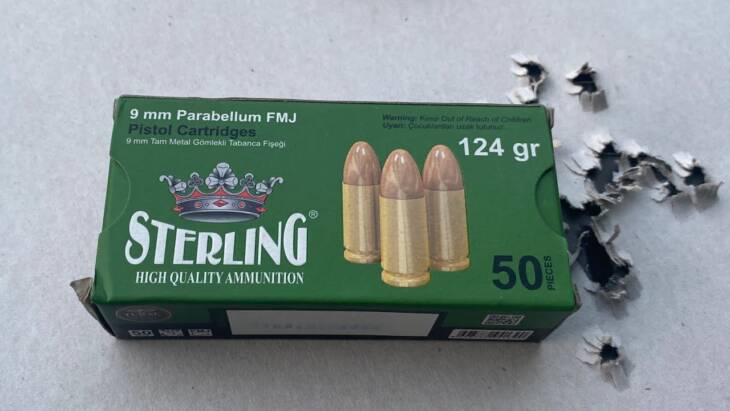 9 mm Parabellum FMJ
Pistol Cartridges
9 mm Tam Metal Gömlekli Tabanca Fişeği
Warning: Keep Out of Reach of Children
Uyarı: Çocuklardan uzak tutunuz!
124 gr
STERLING®
HIGH QUALITY AMMUNITION
50 PIECES